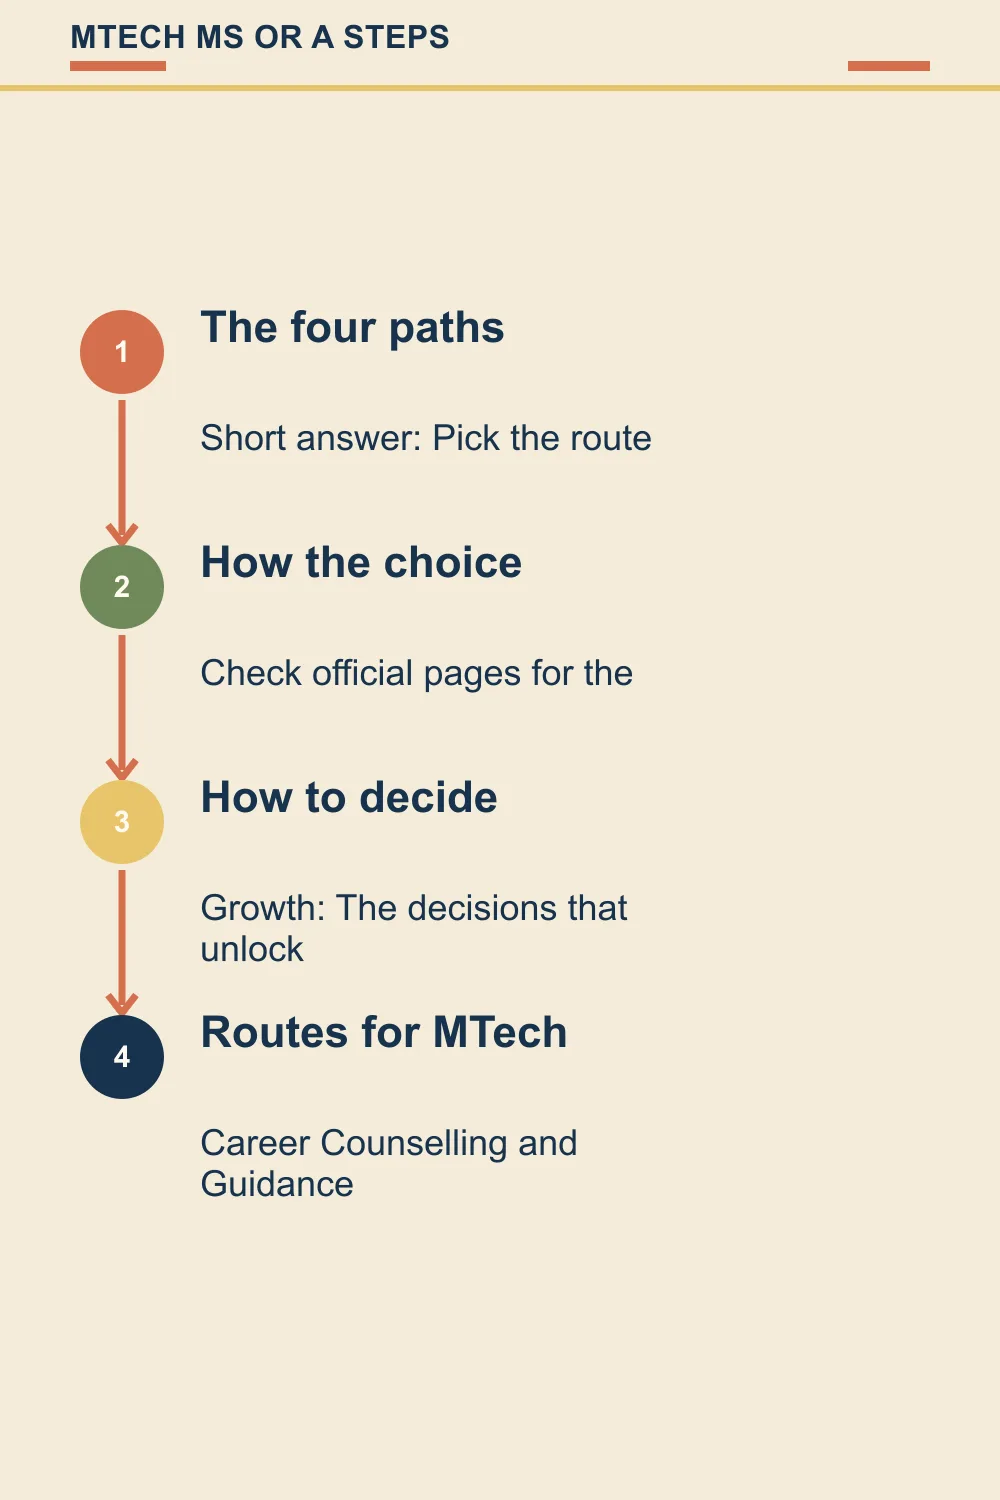 MTECH MS OR A STEPS
1
The four paths
Short answer: Pick the route
2
How the choice
Check official pages for the
3
How to decide
Growth: The decisions that
unlock
4
Routes for MTech
Career Counselling and
Guidance